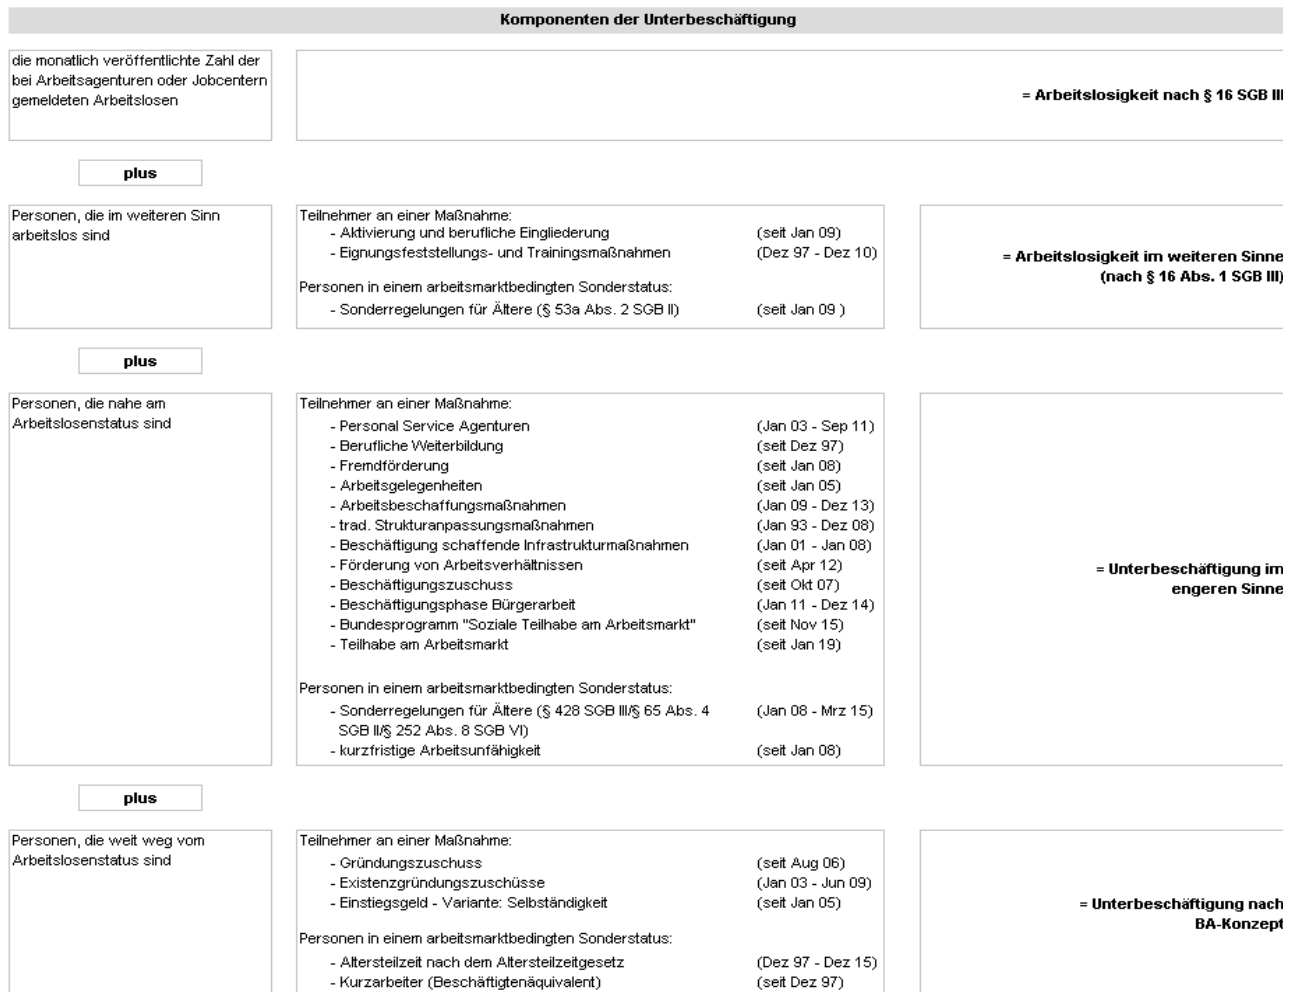 Komponenten der Unterbeschäftigung
die monatlich veröffentlichte Zahl der
bei Arbeitsagenturen oder Jobcentern
gemeldeten Arbeitslosen
= Arbeitslosigkeit nach § 16 SGB III
plus
Personen, die im weiteren Sinn
arbeitslos sind
Teilnehmer an einer Maßnahme:
- Aktivierung und berufliche Eingliederung (seit Jan 09)
- Eignungsfeststellungs- und Trainingsmaßnahmen (Dez 97 - Dez 10)
Personen in einem arbeitsmarktbedingten Sonderstatus:
- Sonderregelungen für Ältere (§ 53a Abs. 2 SGB II) (seit Jan 09 )
= Arbeitslosigkeit im weiteren Sinne
(nach § 16 Abs. 1 SGB III)
plus
Personen, die nahe am
Arbeitslosenstatus sind
Teilnehmer an einer Maßnahme:
- Personal Service Agenturen (Jan 03 - Sep 11)
- Berufliche Weiterbildung (seit Dez 97)
- Fremdförderung (seit Jan 08)
- Arbeitsgelegenheiten (seit Jan 05)
- Arbeitsbeschaffungsmaßnahmen (Jan 09 - Dez 13)
- trad. Strukturanpassungsmaßnahmen (Jan 93 - Dez 08)
- Beschäftigung schaffende Infrastrukturmaßnahmen (Jan 01 - Jan 08)
- Förderung von Arbeitsverhältnissen (seit Apr 12)
- Beschäftigungszuschuss (seit Okt 07)
- Beschäftigungsphase Bürgerarbeit (Jan 11 - Dez 14)
- Bundesprogramm "Soziale Teilhabe am Arbeitsmarkt" (seit Nov 15)
- Teilhabe am Arbeitsmarkt (seit Jan 19)
Personen in einem arbeitsmarktbedingten Sonderstatus:
- Sonderregelungen für Ältere (§ 428 SGB III/§ 65 Abs. 4 (Jan 08 - Mrz 15)
SGB II/§ 252 Abs. 8 SGB VI)
- kurzfristige Arbeitsunfähigkeit (seit Jan 08)
= Unterbeschäftigung im
engeren Sinne
plus
Personen, die weit weg vom
Arbeitslosenstatus sind
Teilnehmer an einer Maßnahme:
- Gründungszuschuss (seit Aug 06)
- Existenzgründungszuschüsse (Jan 03 - Jun 09)
- Einstiegsgeld - Variante: Selbständigkeit (seit Jan 05)
Personen in einem arbeitsmarktbedingten Sonderstatus:
- Altersteilzeit nach dem Altersteilzeitgesetz (Dez 97 - Dez 15)
- Kurzarbeiter (Beschäftigtenäquivalent) (seit Dez 97)
= Unterbeschäftigung nach
BA-Konzept